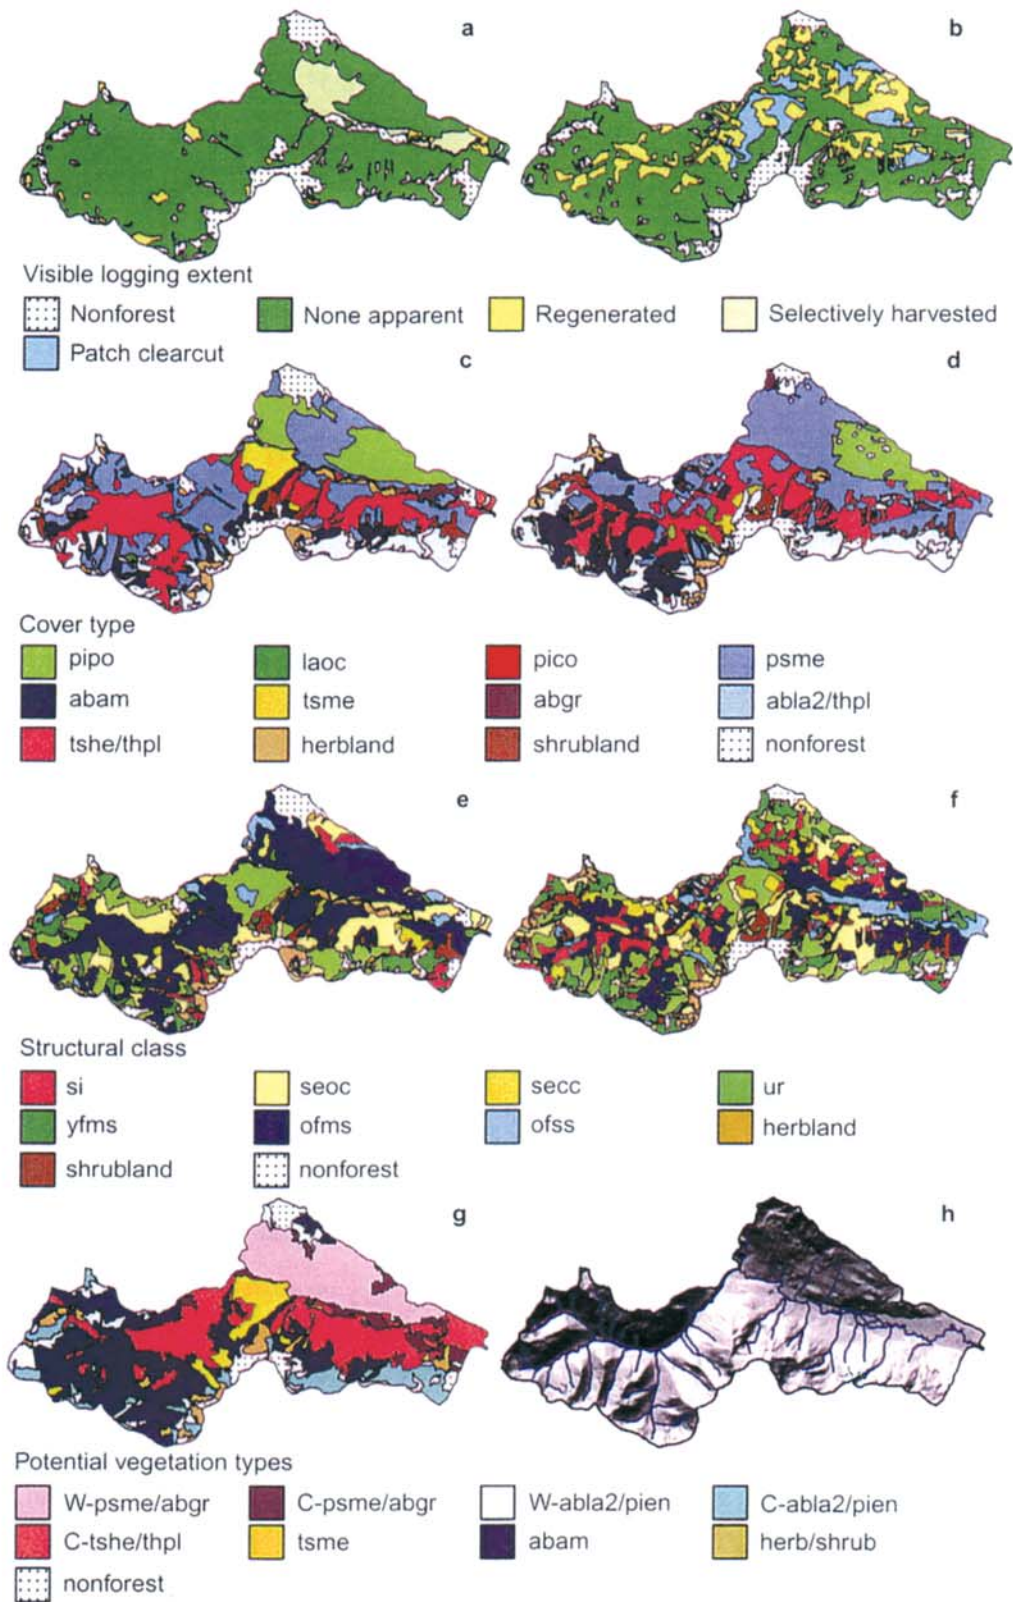 a b
Visible logging extent
Nonforest None apparent Regenerated Selectively harvested
Patch clearcut
c d
Cover type
pipo laoc pico psme
abam tsme abgr abla2/thpl
tshe/thpl herbland shrubland nonforest
e f
Structural class
si seoc secc ur
yfms ofms ofss herbland
shrubland nonforest
g h
Potential vegetation types
W-psme/abgr C-psme/abgr W-abla2/pien C-abla2/pien
C-tshe/thpl tsme abam herb/shrub
nonforest